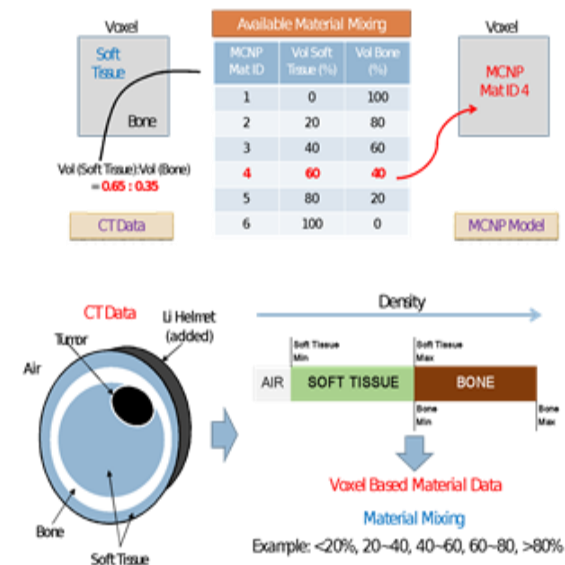 Voxel
Soft
Tissue
Bone
Vol (Soft Tissue):Vol (Bone)
= 0.65 : 0.35
CT Data
Available Material Mixing
MCNP Mat ID Vol Soft Tissue (%) Vol Bone (%)
1 0 100
2 20 80
3 40 60
4 60 40
5 80 20
6 100 0
Voxel
MCNP
Mat ID 4
MCNP Model
CT Data
Tumor
Li Helmet
(added)
Air
Bone
Soft Tissue
Density
Soft Tissue
Min
Soft Tissue
Max
AIR SOFT TISSUE BONE
Bone
Min
Bone
Max
Voxel Based Material Data
Material Mixing
Example: <20%, 20~40, 40~60, 60~80, >80%